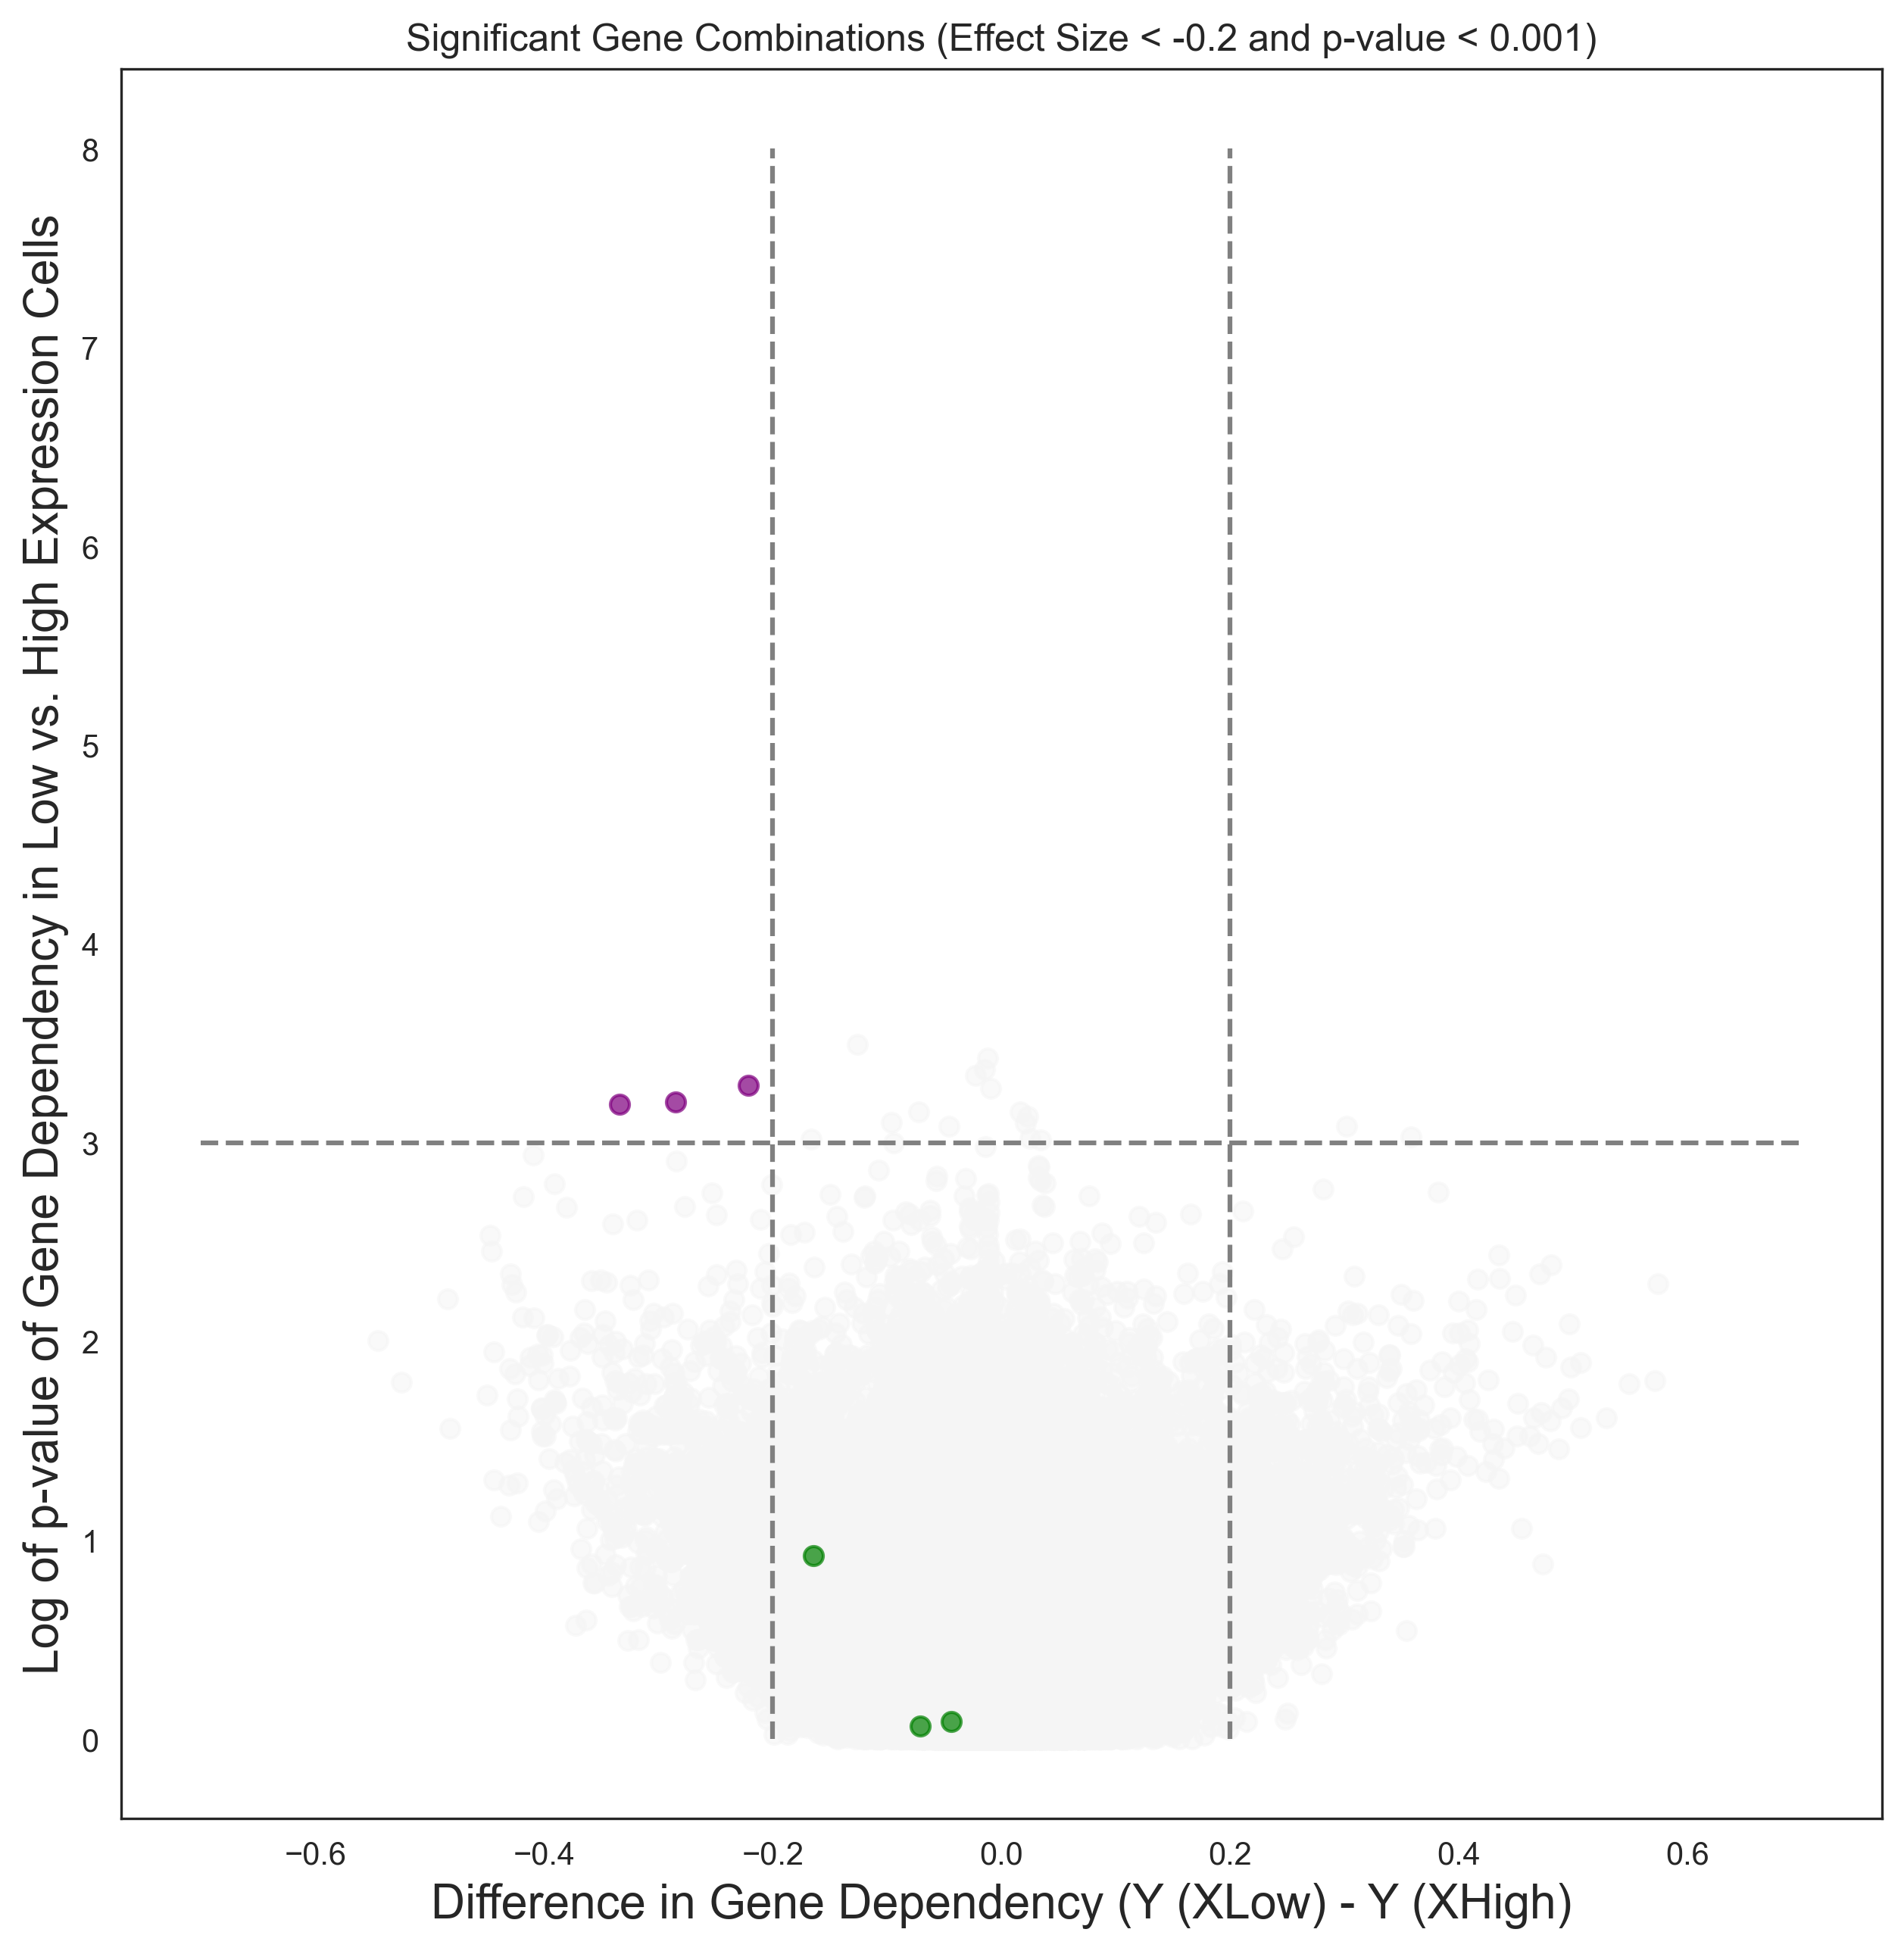 Significant Gene Combinations (Effect Size < -0.2 and p-value < 0.001)
Log of p-value of Gene Dependency in Low vs. High Expression Cells
8
7
6
5
4
3
2
1
0
−0.6 −0.4 −0.2 0.0 0.2 0.4 0.6
Difference in Gene Dependency (Y (XLow) - Y (XHigh)